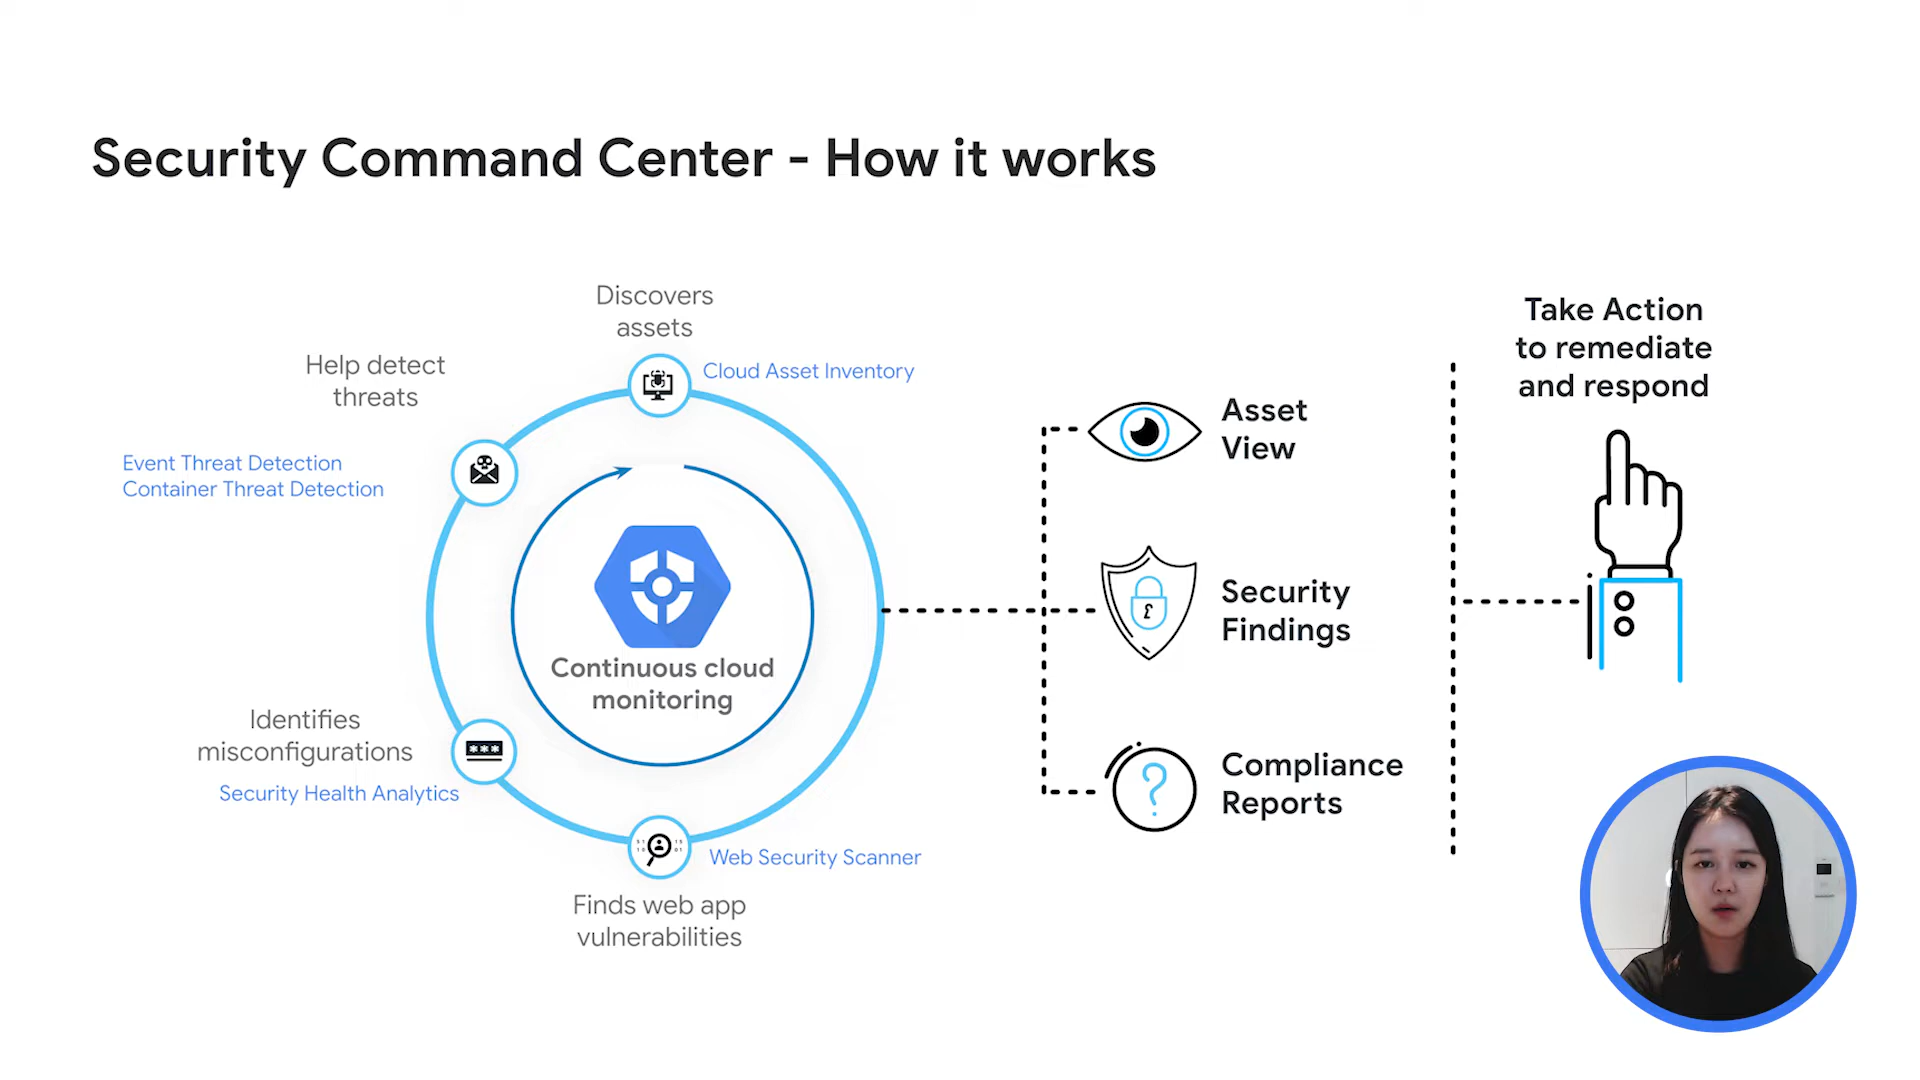 Security Command Center - How it works
Discovers
assets
Cloud Asset Inventory
Help detect
threats
Event Threat Detection
Container Threat Detection
Continuous cloud
monitoring
Identifies
misconfigurations
***
Security Health Analytics
Web Security Scanner
Finds web app
vulnerabilities
Asset
View
Security
Findings
?
Compliance
Reports
Take Action
to remediate
and respond